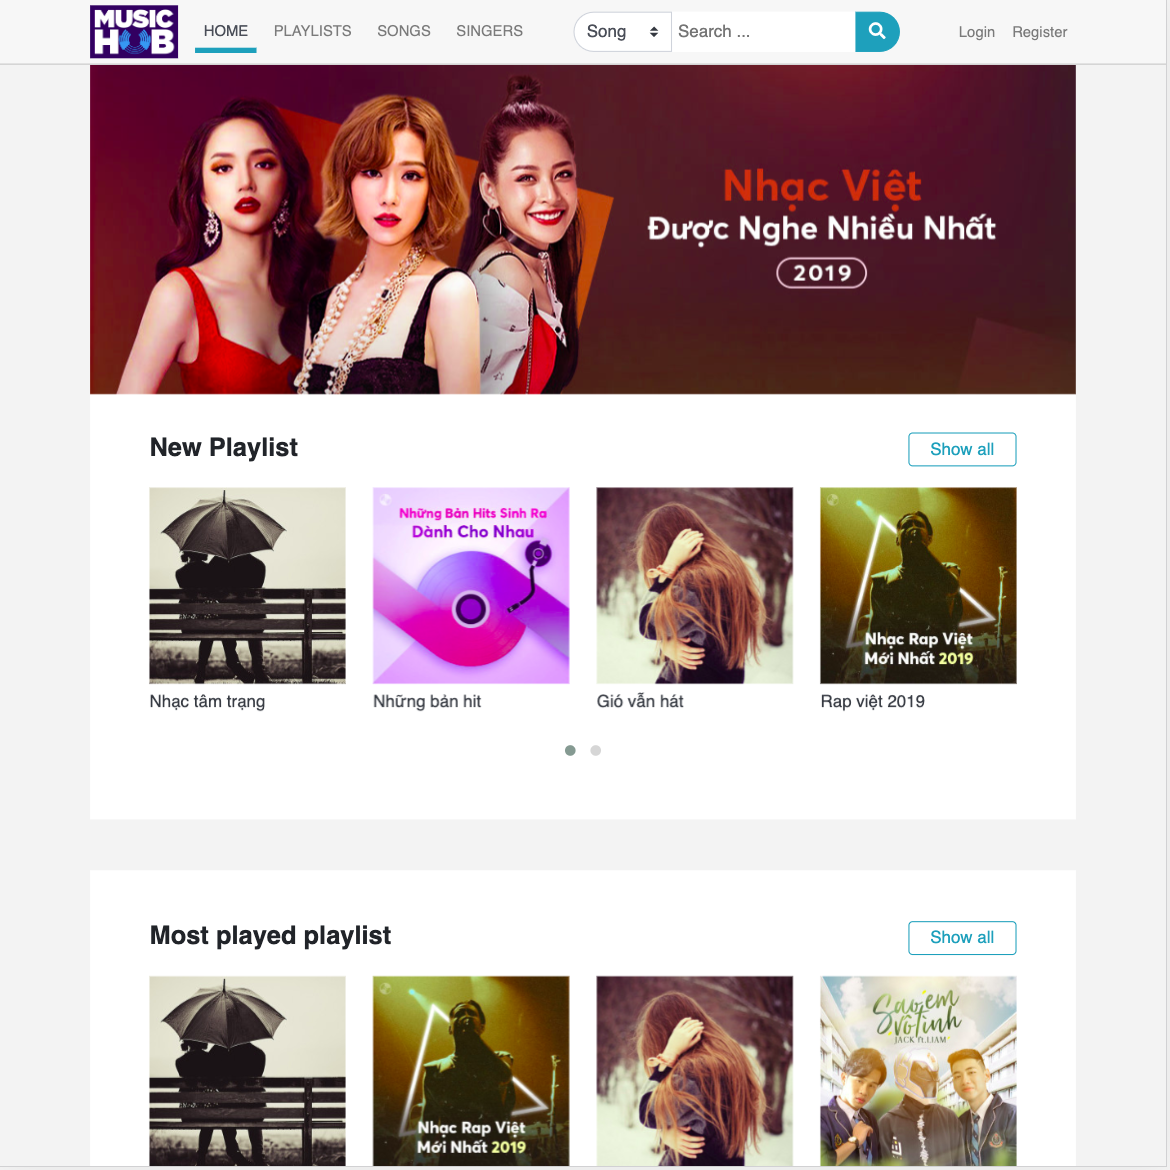 MUSIC
HUB
HOME
PLAYLISTS
SONGS
SINGERS
Song
Search ...
Login
Register
Nhạc Việt
Được Nghe Nhiều Nhất
2019
New Playlist
Show all
Những Bản Hits Sinh Ra
Dành Cho Nhau
Nhạc Rap Việt
Mới Nhất 2019
Nhạc tâm trạng
Những bản hit
Gió vẫn hát
Rap việt 2019
Most played playlist
Show all
Nhạc Rap Việt
Mới Nhất 2019
Sao em
vô tình
JACK ft.LIAM